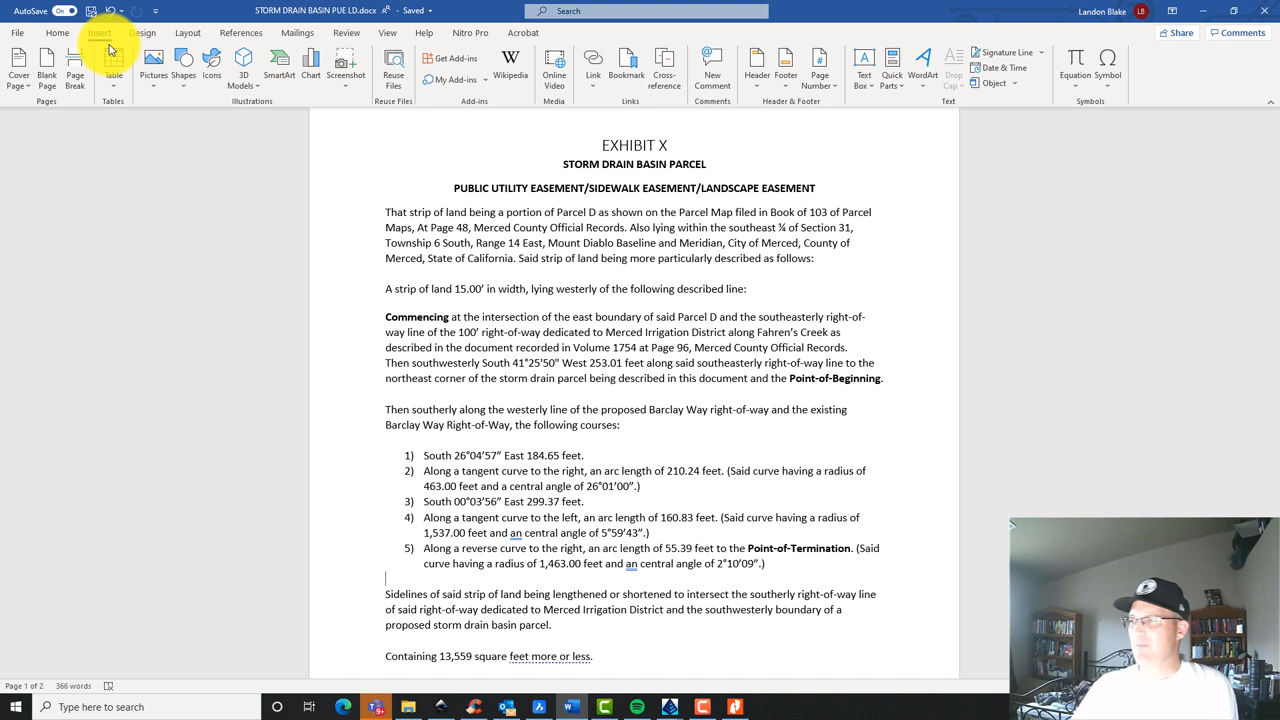 AutoSave On STORM DRAIN BASIN PUE LD.docx - Saved Search Landon Blake LB
File Home Insert Design Layout References Mailings Review View Help Nitro Pro Acrobat Share Comments
Cover Page Blank Page Page Break Table Pictures Shapes Icons 3D Models SmartArt Chart Screenshot Reuse Files Get Add-ins My Add-ins Wikipedia Online Video Link Bookmark Cross-reference New Comment Header Footer Page Number Text Box Quick Parts WordArt Drop Cap Signature Line Date & Time Object Equation Symbol
Pages Tables Illustrations Reuse Files Add-ins Media Links Comments Header & Footer Text Symbols
EXHIBIT X
STORM DRAIN BASIN PARCEL
PUBLIC UTILITY EASEMENT/SIDEWALK EASEMENT/LANDSCAPE EASEMENT
That strip of land being a portion of Parcel D as shown on the Parcel Map filed in Book of 103 of Parcel
Maps, At Page 48, Merced County Official Records. Also lying within the southeast ¼ of Section 31,
Township 6 South, Range 14 East, Mount Diablo Baseline and Meridian, City of Merced, County of
Merced, State of California. Said strip of land being more particularly described as follows:
A strip of land 15.00’ in width, lying westerly of the following described line:
Commencing at the intersection of the east boundary of said Parcel D and the southeasterly right-of-
way line of the 100’ right-of-way dedicated to Merced Irrigation District along Fahren’s Creek as
described in the document recorded in Volume 1754 at Page 96, Merced County Official Records.
Then southwesterly South 41°25'50" West 253.01 feet along said southeasterly right-of-way line to the
northeast corner of the storm drain parcel being described in this document and the Point-of-Beginning.
Then southerly along the westerly line of the proposed Barclay Way right-of-way and the existing
Barclay Way Right-of-Way, the following courses:
1) South 26°04’57” East 184.65 feet.
2) Along a tangent curve to the right, an arc length of 210.24 feet. (Said curve having a radius of
463.00 feet and a central angle of 26°01’00”.)
3) South 00°03’56” East 299.37 feet.
4) Along a tangent curve to the left, an arc length of 160.83 feet. (Said curve having a radius of
1,537.00 feet and an central angle of 5°59’43”.)
5) Along a reverse curve to the right, an arc length of 55.39 feet to the Point-of-Termination. (Said
curve having a radius of 1,463.00 feet and an central angle of 2°10’09”.)
Sidelines of said strip of land being lengthened or shortened to intersect the southerly right-of-way line
of said right-of-way dedicated to Merced Irrigation District and the southwesterly boundary of a
proposed storm drain basin parcel.
Containing 13,559 square feet more or less.
Page 1 of 2 366 words
Type here to search